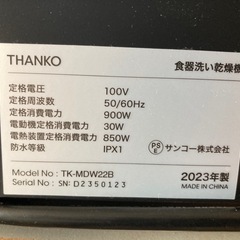 THANKO 食器洗い乾燥機
定格電圧 100V
定格周波数 50/60Hz
定格消費電力 900W
電動機定格消費電力 30W
電熱装置定格消費電力 850W
防水等級 IPX1
PSE サンコー株式会社
Model No : TK-MDW22B 2023年製
Serial No : SN: D2350123 MADE IN CHINA